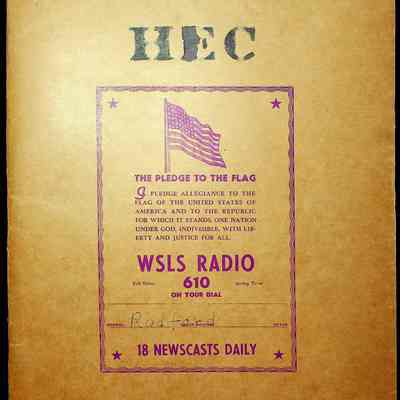 HEC
THE PLEDGE TO THE FLAG
I PLEDGE ALLEGIANCE TO THE
FLAG OF THE UNITED STATES OF
AMERICA AND TO THE REPUBLIC
FOR WHICH IT STANDS, ONE NATION
UNDER GOD, INDIVISIBLE, WITH LIB-
ERTY AND JUSTICE FOR ALL.
WSLS RADIO
610
ON YOUR DIAL
Radford
18 NEWSCASTS DAILY